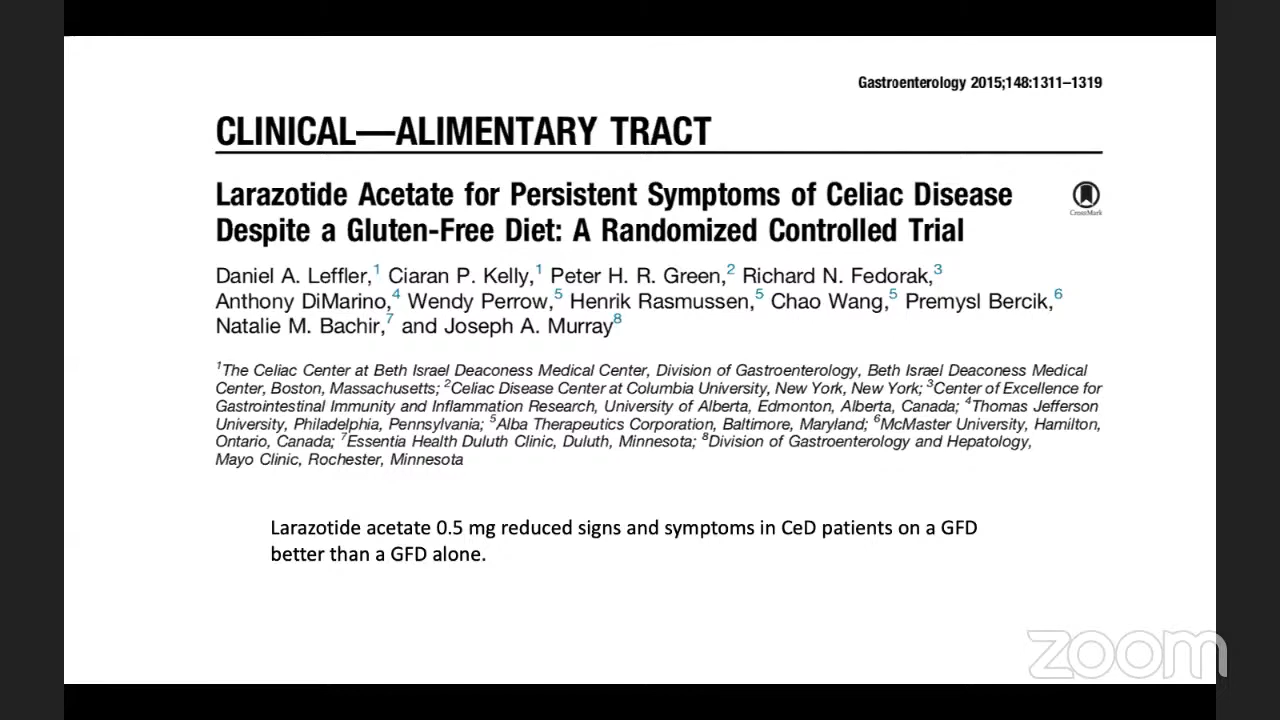 Gastroenterology 2015;148:1311–1319
CLINICAL—ALIMENTARY TRACT
Larazotide Acetate for Persistent Symptoms of Celiac Disease
Despite a Gluten-Free Diet: A Randomized Controlled Trial
CrossMark
Daniel A. Leffler,1 Ciaran P. Kelly,1 Peter H. R. Green,2 Richard N. Fedorak,3
Anthony DiMarino,4 Wendy Perrow,5 Henrik Rasmussen,5 Chao Wang,5 Premysl Bercik,6
Natalie M. Bachir,7 and Joseph A. Murray8
1The Celiac Center at Beth Israel Deaconess Medical Center, Division of Gastroenterology, Beth Israel Deaconess Medical
Center, Boston, Massachusetts; 2Celiac Disease Center at Columbia University, New York, New York; 3Center of Excellence for
Gastrointestinal Immunity and Inflammation Research, University of Alberta, Edmonton, Alberta, Canada; 4Thomas Jefferson
University, Philadelphia, Pennsylvania; 5Alba Therapeutics Corporation, Baltimore, Maryland; 6McMaster University, Hamilton,
Ontario, Canada; 7Essentia Health Duluth Clinic, Duluth, Minnesota; 8Division of Gastroenterology and Hepatology,
Mayo Clinic, Rochester, Minnesota
Larazotide acetate 0.5 mg reduced signs and symptoms in CeD patients on a GFD
better than a GFD alone.
zoom